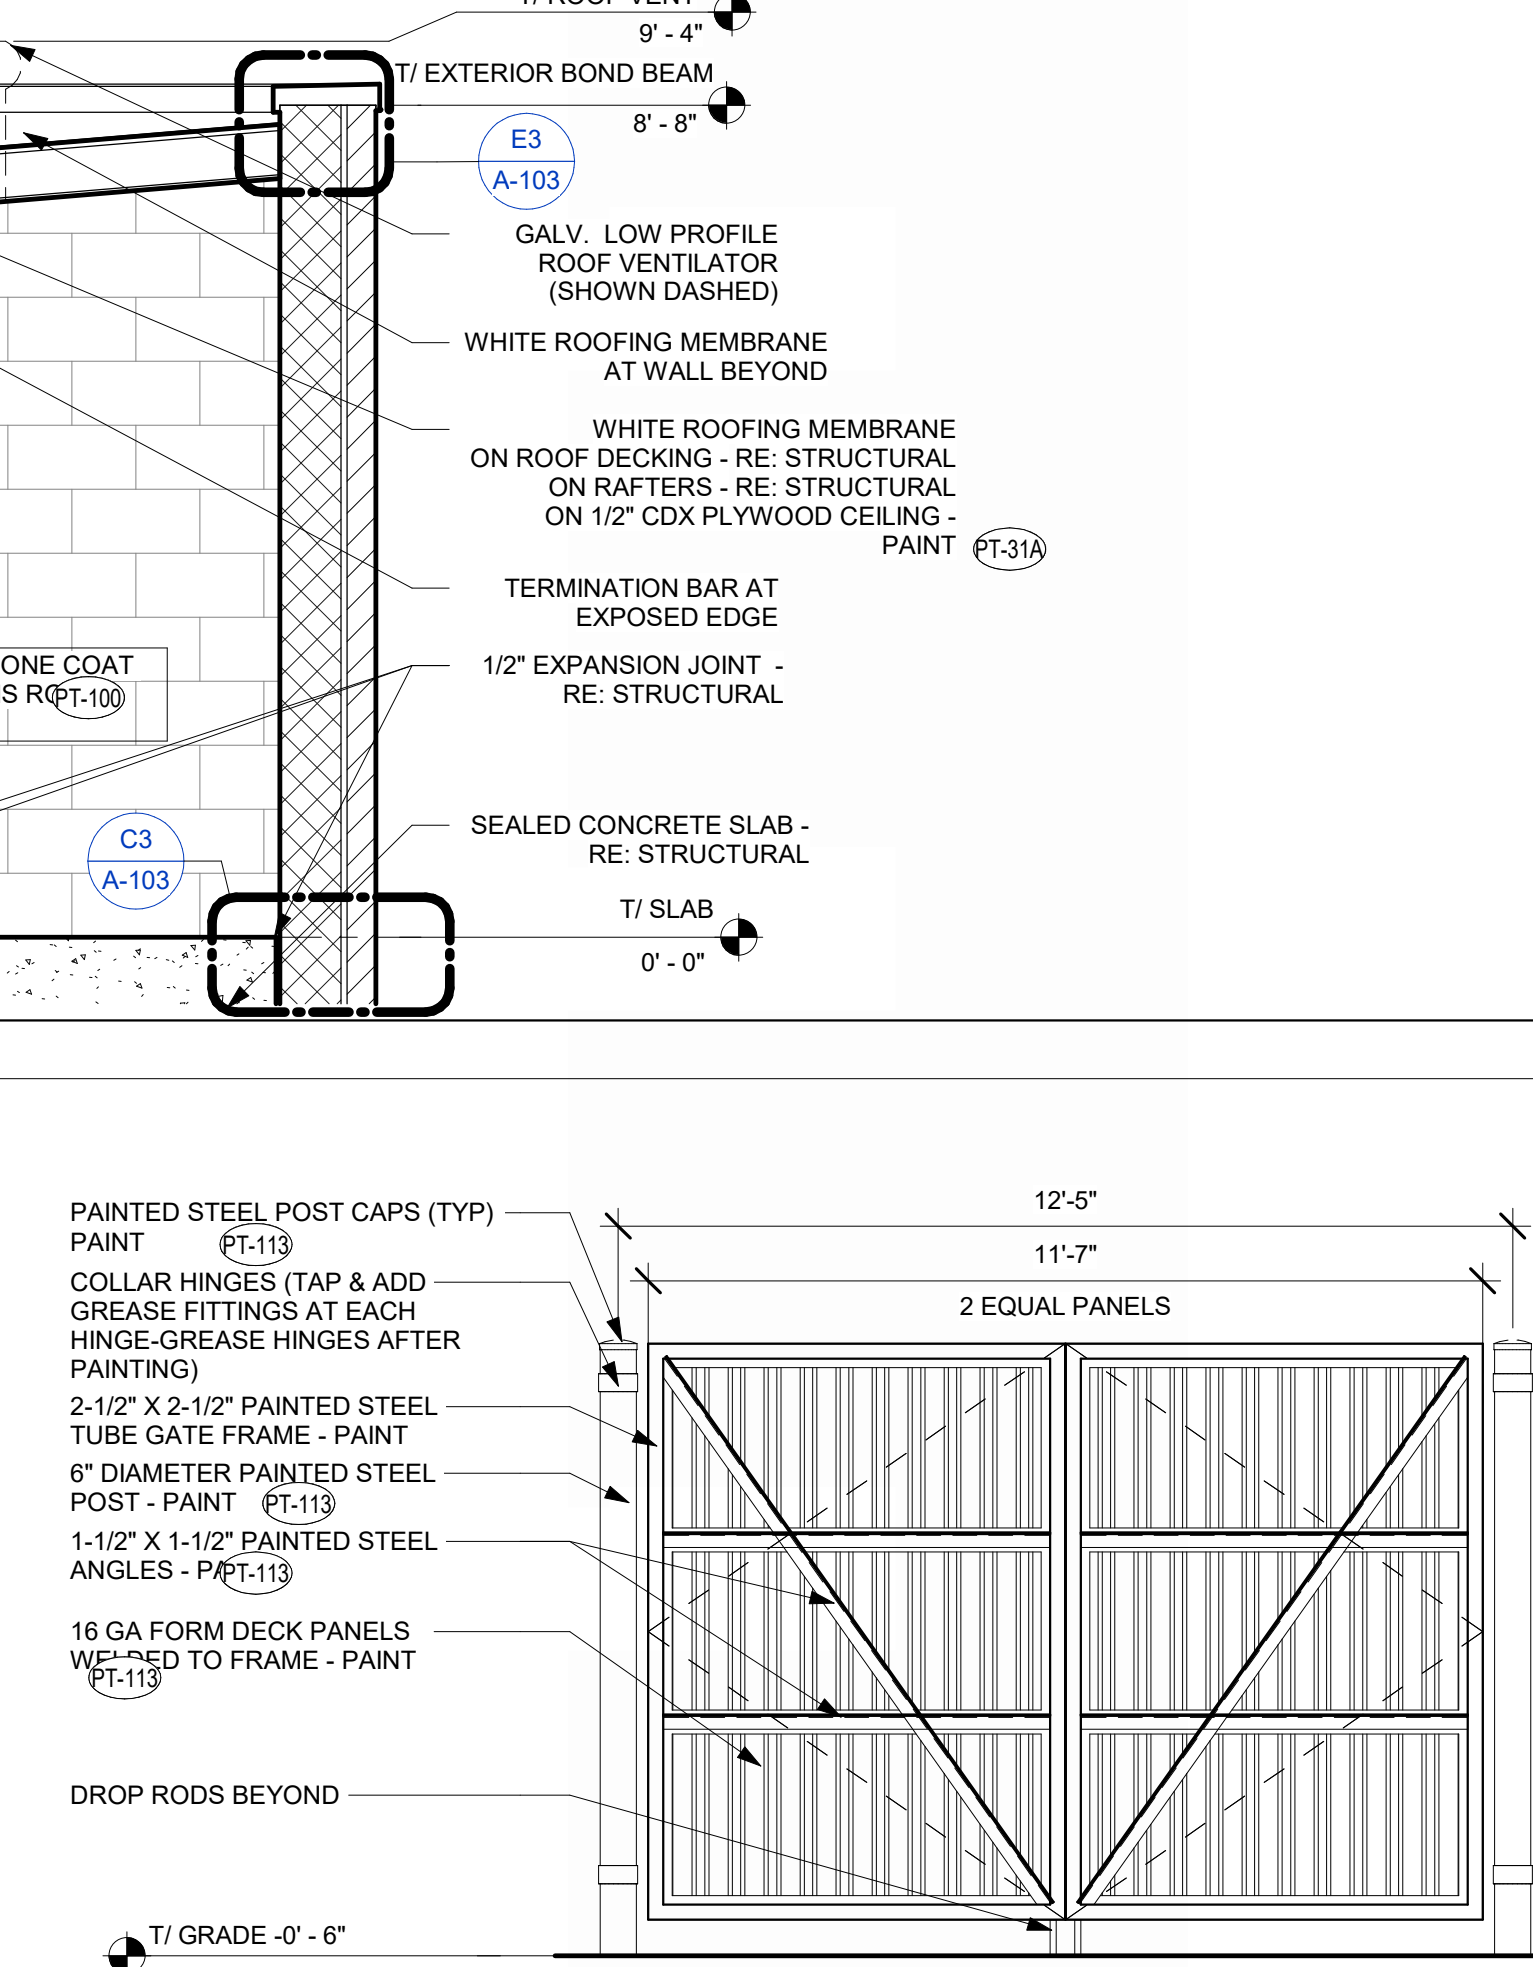 T/ ROOF VENT
9' - 4"
T/ EXTERIOR BOND BEAM
8' - 8"
E3
A-103
GALV. LOW PROFILE
ROOF VENTILATOR
(SHOWN DASHED)
WHITE ROOFING MEMBRANE
AT WALL BEYOND
WHITE ROOFING MEMBRANE
ON ROOF DECKING - RE: STRUCTURAL
ON RAFTERS - RE: STRUCTURAL
ON 1/2" CDX PLYWOOD CEILING -
PAINT PT-31A
TERMINATION BAR AT
EXPOSED EDGE
ONE COAT
PT-100
1/2" EXPANSION JOINT -
RE: STRUCTURAL
C3
A-103
SEALED CONCRETE SLAB -
RE: STRUCTURAL
T/ SLAB
0' - 0"
PAINTED STEEL POST CAPS (TYP)
PAINT PT-113
COLLAR HINGES (TAP & ADD
GREASE FITTINGS AT EACH
HINGE-GREASE HINGES AFTER
PAINTING)
2-1/2" X 2-1/2" PAINTED STEEL
TUBE GATE FRAME - PAINT
6" DIAMETER PAINTED STEEL
POST - PAINT PT-113
1-1/2" X 1-1/2" PAINTED STEEL
ANGLES - PA PT-113
16 GA FORM DECK PANELS
WELDED TO FRAME - PAINT
PT-113
DROP RODS BEYOND
T/ GRADE -0' - 6"
12'-5"
11'-7"
2 EQUAL PANELS